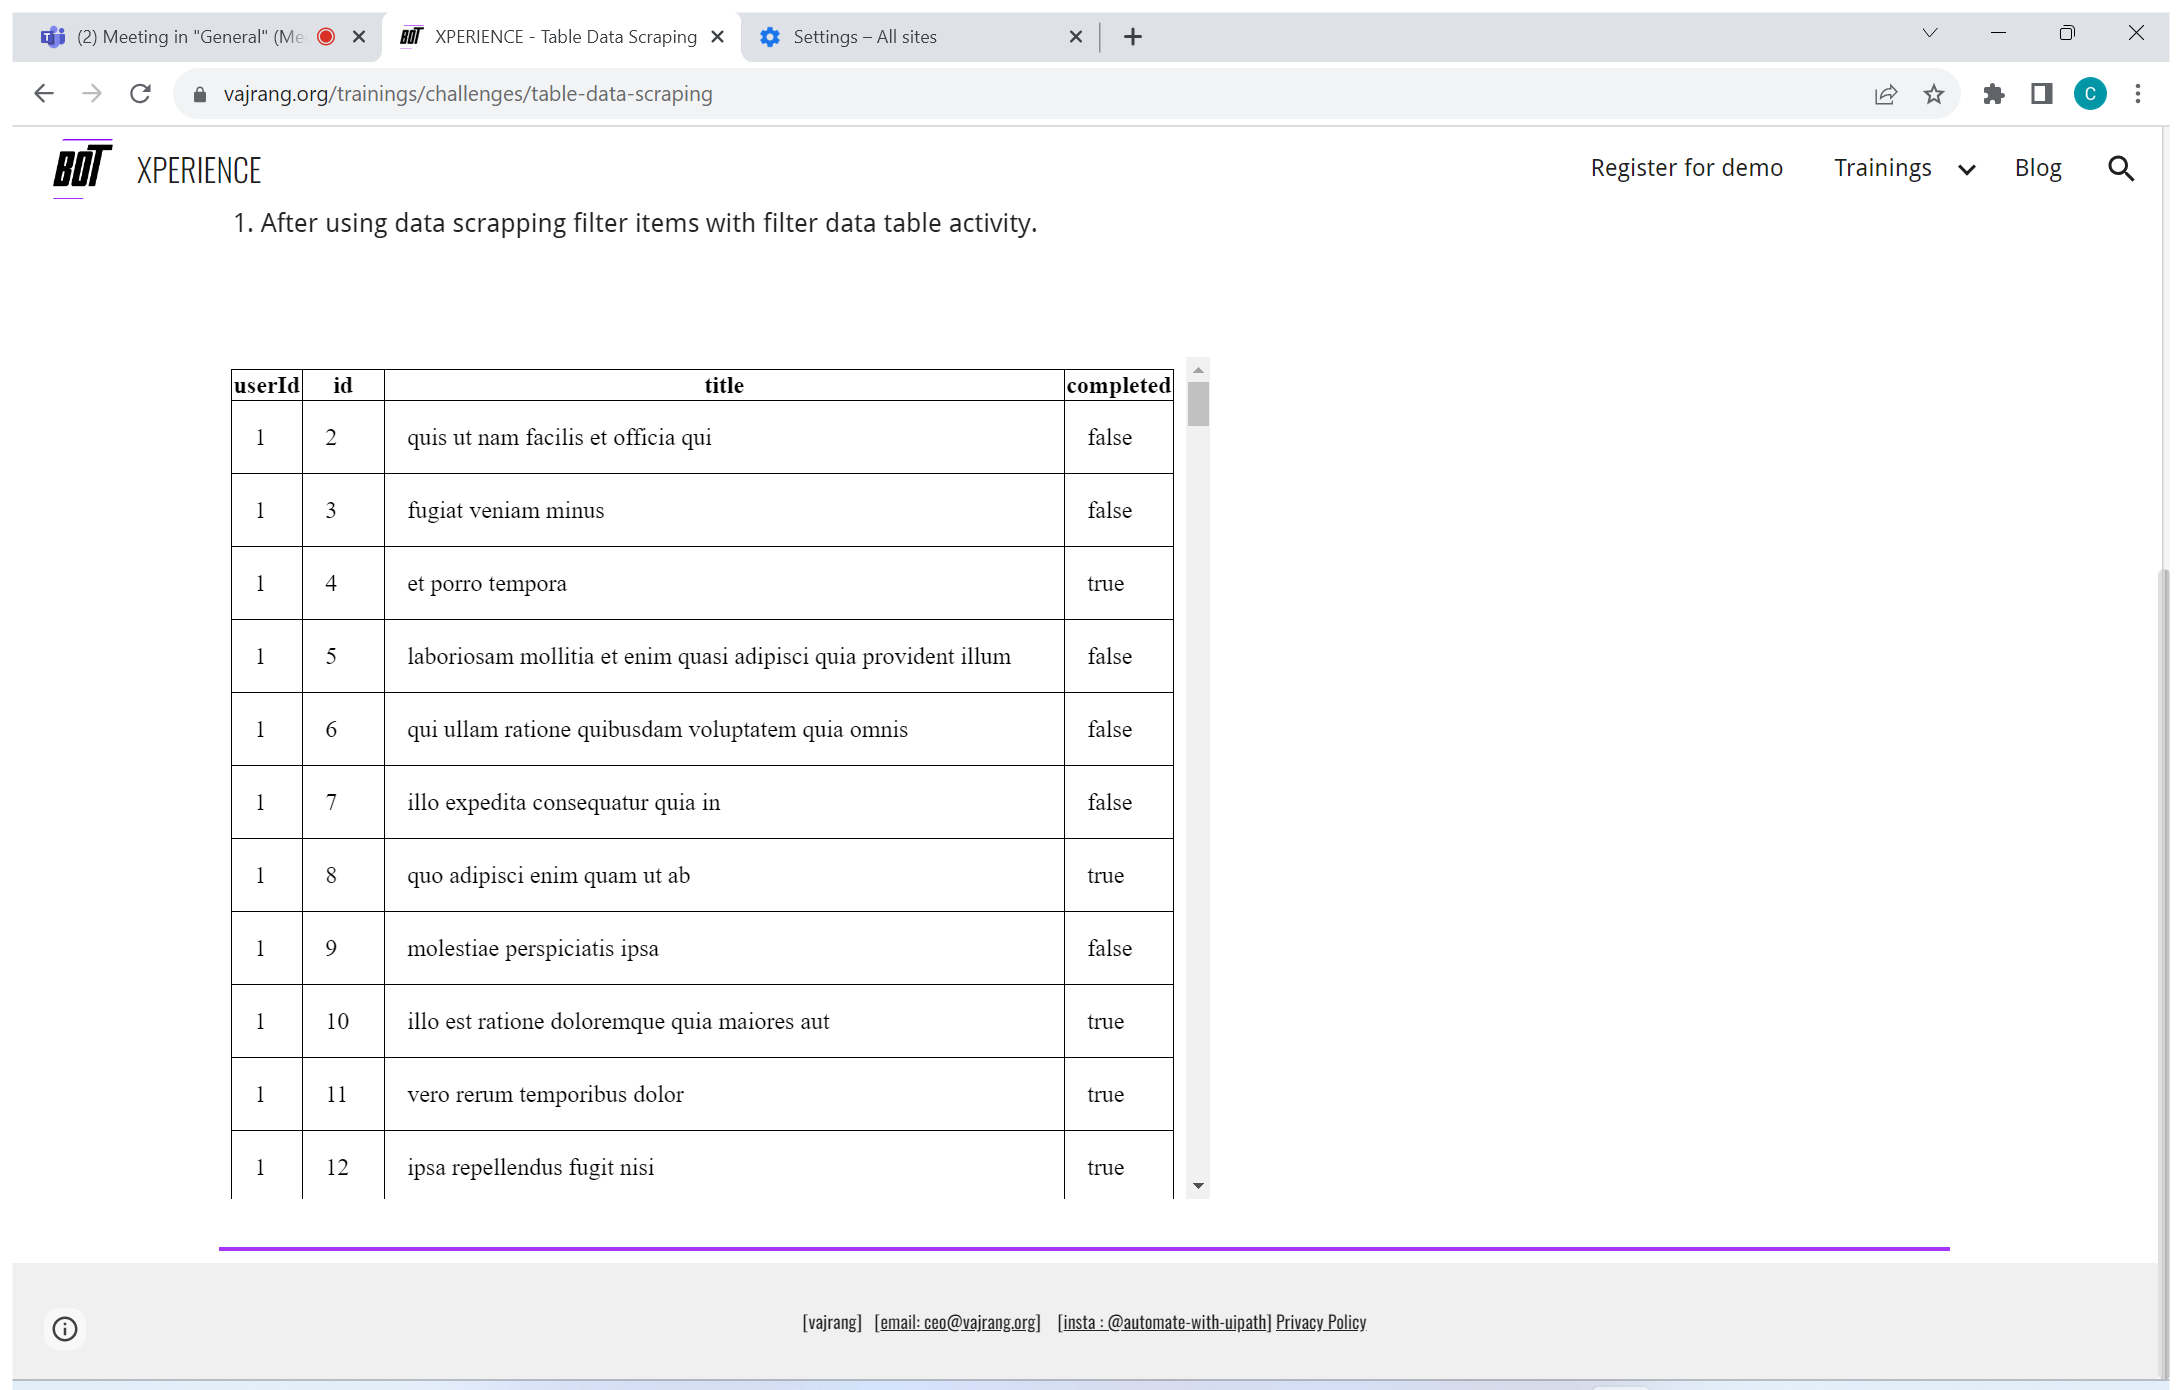 (2) Meeting in "General" (Me
XPERIENCE - Table Data Scraping
Settings – All sites
vajrang.org/trainings/challenges/table-data-scraping
C
BOT XPERIENCE
Register for demo
Trainings
Blog
1. After using data scrapping filter items with filter data table activity.
userId id title completed
1 2 quis ut nam facilis et officia qui false
1 3 fugiat veniam minus false
1 4 et porro tempora true
1 5 laboriosam mollitia et enim quasi adipisci quia provident illum false
1 6 qui ullam ratione quibusdam voluptatem quia omnis false
1 7 illo expedita consequatur quia in false
1 8 quo adipisci enim quam ut ab true
1 9 molestiae perspiciatis ipsa false
1 10 illo est ratione doloremque quia maiores aut true
1 11 vero rerum temporibus dolor true
1 12 ipsa repellendus fugit nisi true
[vajrang] [email: ceo@vajrang.org] [insta : @automate-with-uipath] Privacy Policy